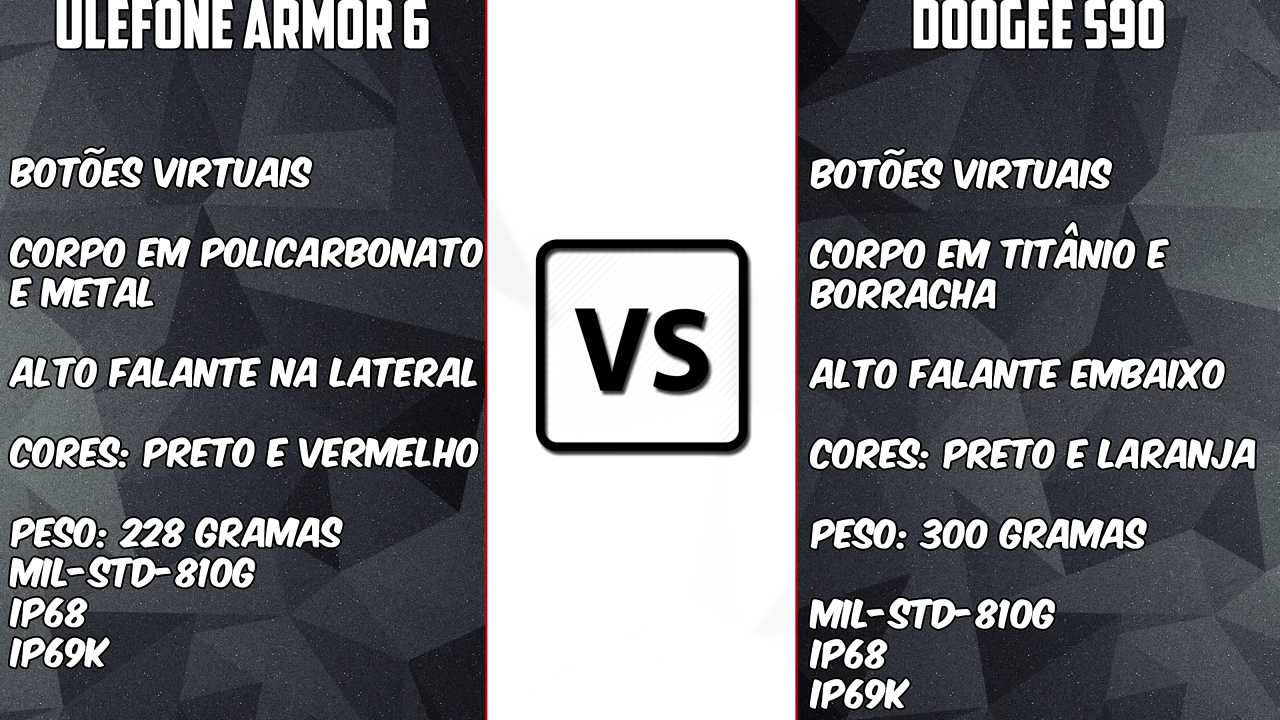 ULEFONE ARMOR 6
BOTÕES VIRTUAIS
CORPO EM POLICARBONATO
E METAL
ALTO FALANTE NA LATERAL
CORES: PRETO E VERMELHO
PESO: 228 GRAMAS
MIL-STD-810G
IP68
IP69K
VS
DOOGEE S90
BOTÕES VIRTUAIS
CORPO EM TITÂNIO E
BORRACHA
ALTO FALANTE EMBAIXO
CORES: PRETO E LARANJA
PESO: 300 GRAMAS
MIL-STD-810G
IP68
IP69K